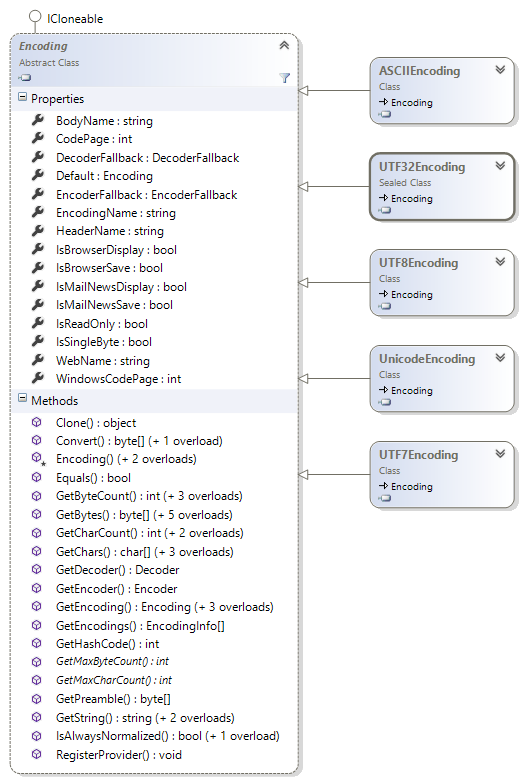 ICloneable
Encoding
Abstract Class
Properties
BodyName : string
CodePage : int
DecoderFallback : DecoderFallback
Default : Encoding
EncoderFallback : EncoderFallback
EncodingName : string
HeaderName : string
IsBrowserDisplay : bool
IsBrowserSave : bool
IsMailNewsDisplay : bool
IsMailNewsSave : bool
IsReadOnly : bool
IsSingleByte : bool
WebName : string
WindowsCodePage : int
Methods
Clone() : object
Convert() : byte[] (+ 1 overload)
Encoding() (+ 2 overloads)
Equals() : bool
GetByteCount() : int (+ 3 overloads)
GetBytes() : byte[] (+ 5 overloads)
GetCharCount() : int (+ 2 overloads)
GetChars() : char[] (+ 3 overloads)
GetDecoder() : Decoder
GetEncoder() : Encoder
GetEncoding() : Encoding (+ 3 overloads)
GetEncodings() : EncodingInfo[]
GetHashCode() : int
GetMaxByteCount() : int
GetMaxCharCount() : int
GetPreamble() : byte[]
GetString() : string (+ 2 overloads)
IsAlwaysNormalized() : bool (+ 1 overload)
RegisterProvider() : void
ASCIIEncoding
Class
Encoding
UTF32Encoding
Sealed Class
Encoding
UTF8Encoding
Class
Encoding
UnicodeEncoding
Class
Encoding
UTF7Encoding
Class
Encoding